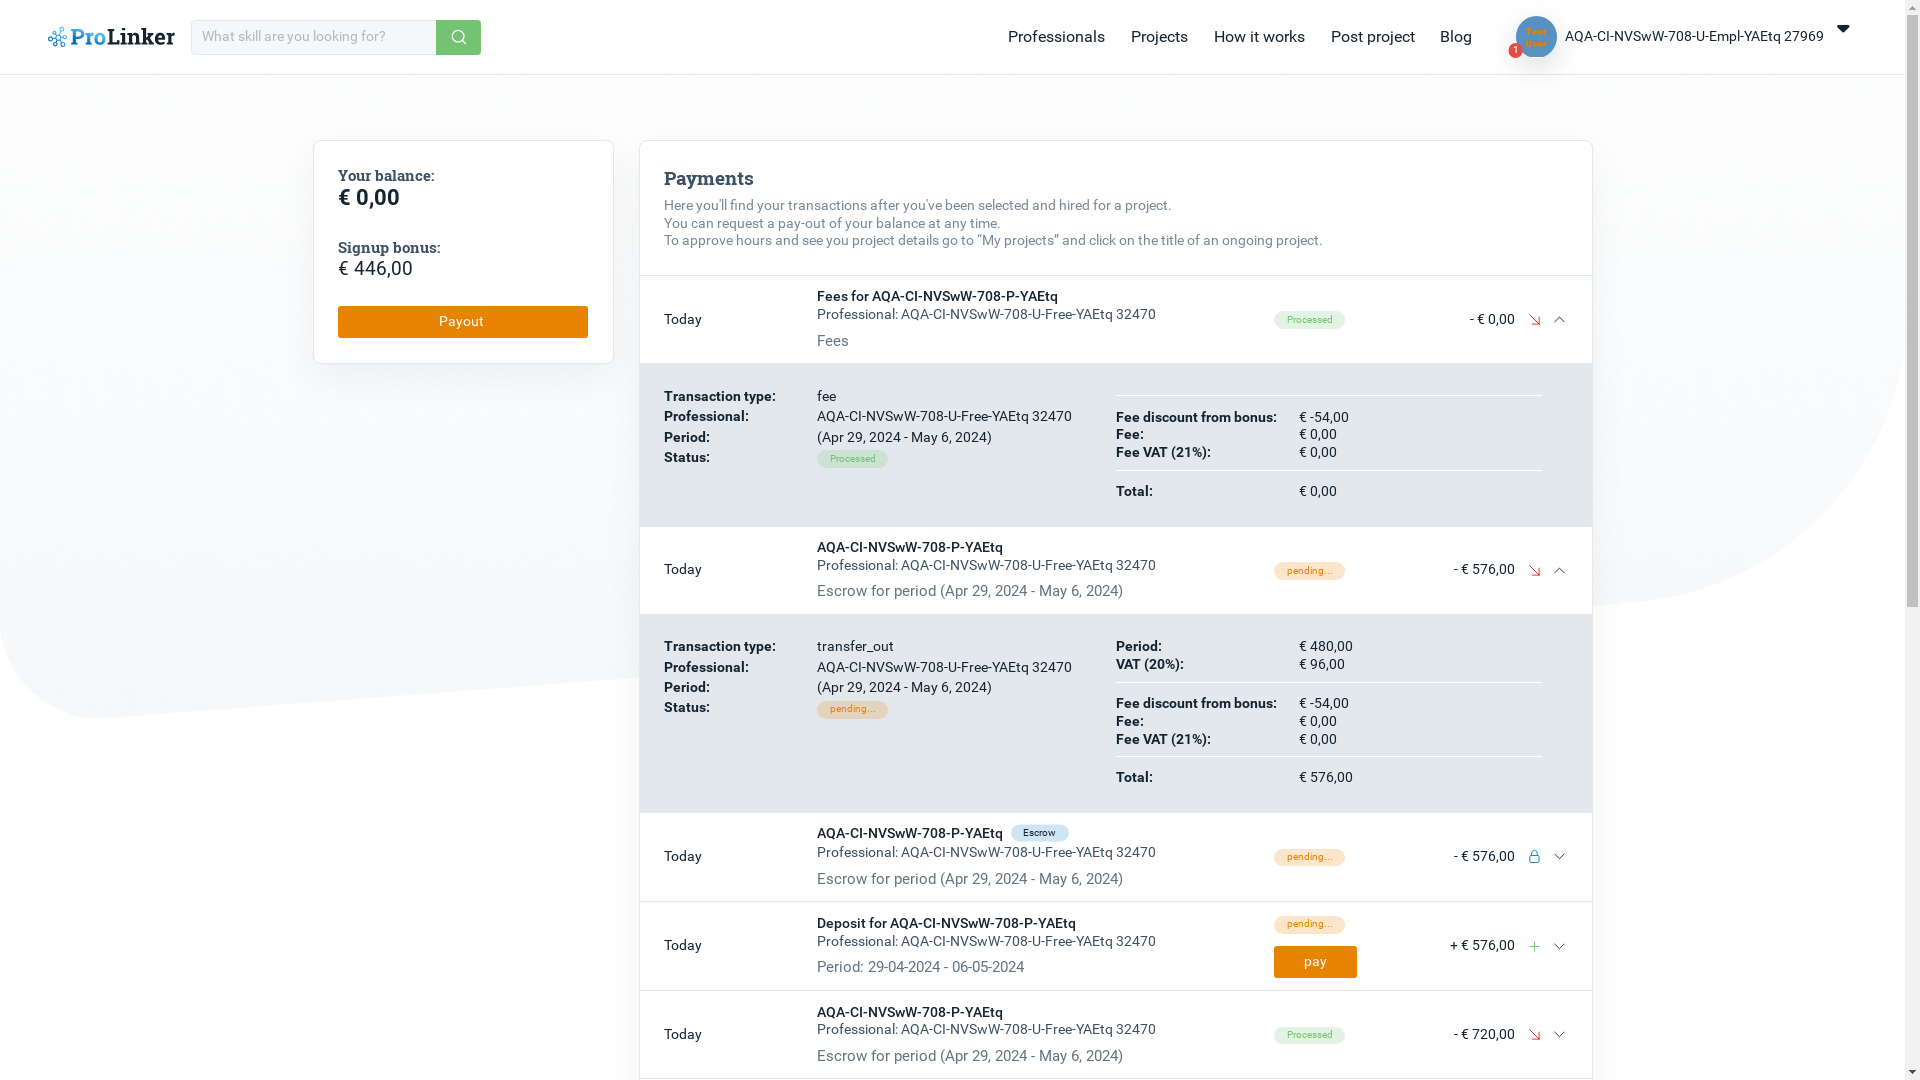 ProLinker
What skill are you looking for?
Professionals
Projects
How it works
Post project
Blog
1
AQA-CI-NVSwW-708-U-Empl-YAEtq 27969
Your balance:
€ 0,00
Signup bonus:
€ 446,00
Payout
Payments
Here you'll find your transactions after you've been selected and hired for a project.
You can request a pay-out of your balance at any time.
To approve hours and see you project details go to “My projects” and click on the title of an ongoing project.
Today
Fees for AQA-CI-NVSwW-708-P-YAEtq
Professional: AQA-CI-NVSwW-708-U-Free-YAEtq 32470
Fees
Processed
- € 0,00
Transaction type: fee
Professional: AQA-CI-NVSwW-708-U-Free-YAEtq 32470
Period: (Apr 29, 2024 - May 6, 2024)
Status: Processed
Fee discount from bonus: € -54,00
Fee: € 0,00
Fee VAT (21%): € 0,00
Total: € 0,00
Today
AQA-CI-NVSwW-708-P-YAEtq
Professional: AQA-CI-NVSwW-708-U-Free-YAEtq 32470
Escrow for period (Apr 29, 2024 - May 6, 2024)
pending...
- € 576,00
Transaction type: transfer_out
Professional: AQA-CI-NVSwW-708-U-Free-YAEtq 32470
Period: (Apr 29, 2024 - May 6, 2024)
Status: pending...
Period: € 480,00
VAT (20%): € 96,00
Fee discount from bonus: € -54,00
Fee: € 0,00
Fee VAT (21%): € 0,00
Total: € 576,00
Today
AQA-CI-NVSwW-708-P-YAEtq Escrow
Professional: AQA-CI-NVSwW-708-U-Free-YAEtq 32470
Escrow for period (Apr 29, 2024 - May 6, 2024)
pending...
- € 576,00
Today
Deposit for AQA-CI-NVSwW-708-P-YAEtq
Professional: AQA-CI-NVSwW-708-U-Free-YAEtq 32470
Period: 29-04-2024 - 06-05-2024
pending...
pay
+ € 576,00
Today
AQA-CI-NVSwW-708-P-YAEtq
Professional: AQA-CI-NVSwW-708-U-Free-YAEtq 32470
Escrow for period (Apr 29, 2024 - May 6, 2024)
Processed
- € 720,00